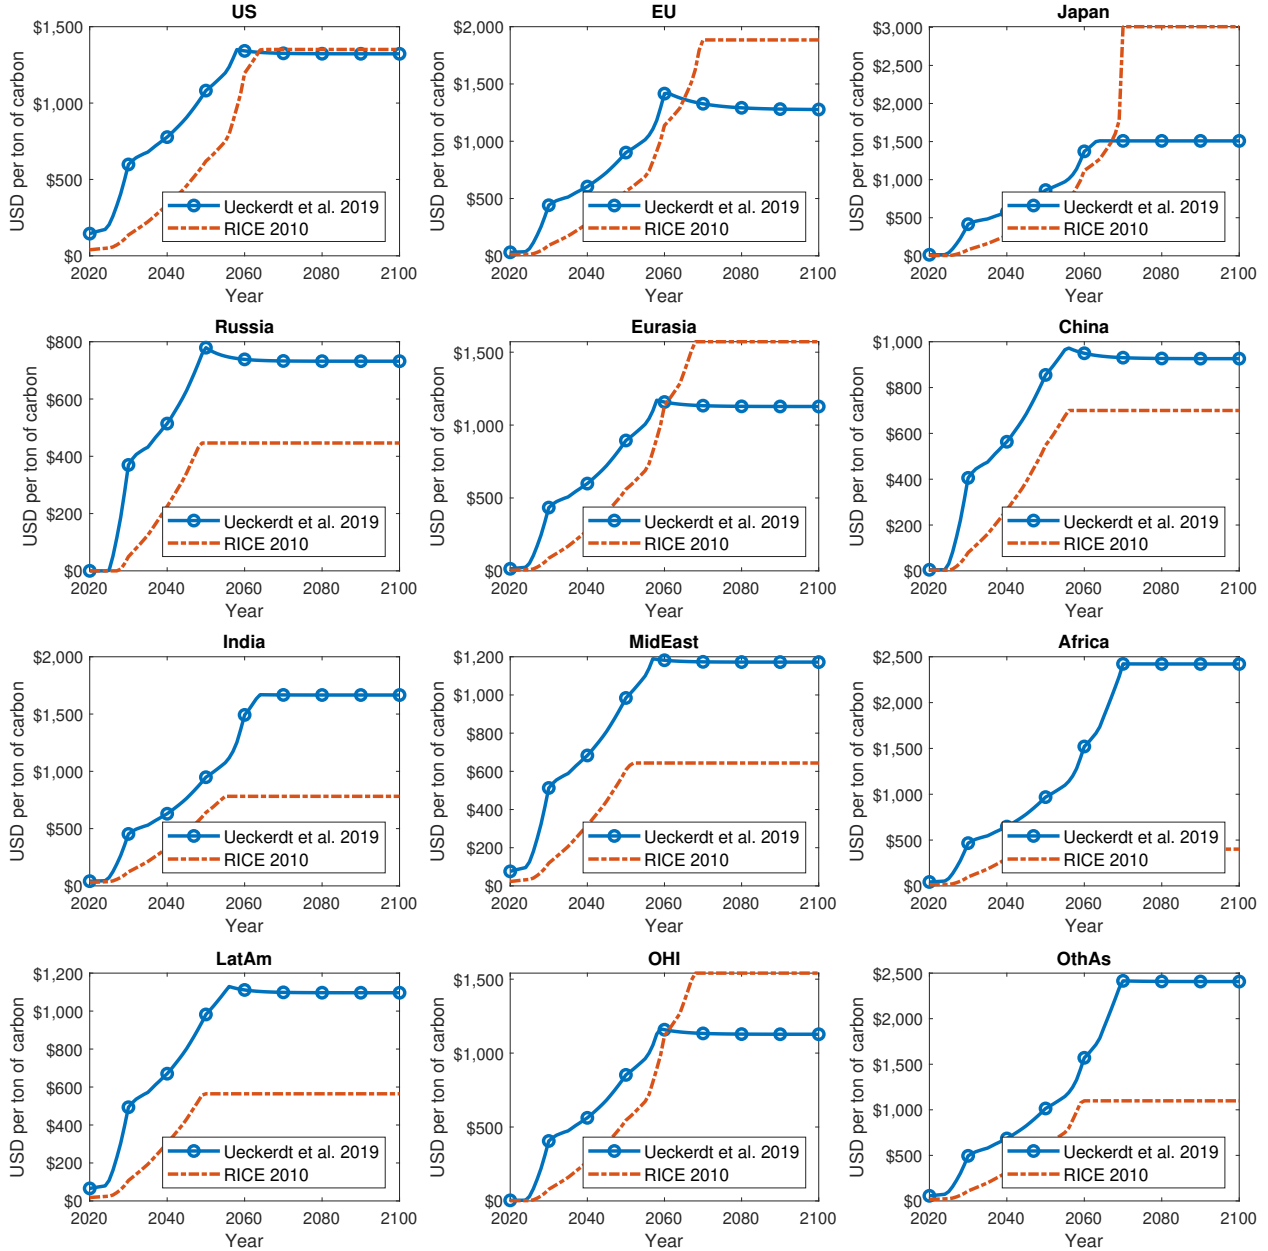 US
USD per ton of carbon
$1,500
$1,000
$500
$0
2020 2040 2060 2080 2100
Year
Ueckerdt et al. 2019
RICE 2010
EU
USD per ton of carbon
$2,000
$1,500
$1,000
$500
$0
2020 2040 2060 2080 2100
Year
Ueckerdt et al. 2019
RICE 2010
Japan
USD per ton of carbon
$3,000
$2,500
$2,000
$1,500
$1,000
$500
$0
2020 2040 2060 2080 2100
Year
Ueckerdt et al. 2019
RICE 2010
Russia
USD per ton of carbon
$800
$600
$400
$200
$0
2020 2040 2060 2080 2100
Year
Ueckerdt et al. 2019
RICE 2010
Eurasia
USD per ton of carbon
$1,500
$1,000
$500
$0
2020 2040 2060 2080 2100
Year
Ueckerdt et al. 2019
RICE 2010
China
USD per ton of carbon
$1,000
$800
$600
$400
$200
$0
2020 2040 2060 2080 2100
Year
Ueckerdt et al. 2019
RICE 2010
India
USD per ton of carbon
$2,000
$1,500
$1,000
$500
$0
2020 2040 2060 2080 2100
Year
Ueckerdt et al. 2019
RICE 2010
MidEast
USD per ton of carbon
$1,200
$1,000
$800
$600
$400
$200
$0
2020 2040 2060 2080 2100
Year
Ueckerdt et al. 2019
RICE 2010
Africa
USD per ton of carbon
$2,500
$2,000
$1,500
$1,000
$500
$0
2020 2040 2060 2080 2100
Year
Ueckerdt et al. 2019
RICE 2010
LatAm
USD per ton of carbon
$1,200
$1,000
$800
$600
$400
$200
$0
2020 2040 2060 2080 2100
Year
Ueckerdt et al. 2019
RICE 2010
OHI
USD per ton of carbon
$1,500
$1,000
$500
$0
2020 2040 2060 2080 2100
Year
Ueckerdt et al. 2019
RICE 2010
OthAs
USD per ton of carbon
$2,500
$2,000
$1,500
$1,000
$500
$0
2020 2040 2060 2080 2100
Year
Ueckerdt et al. 2019
RICE 2010